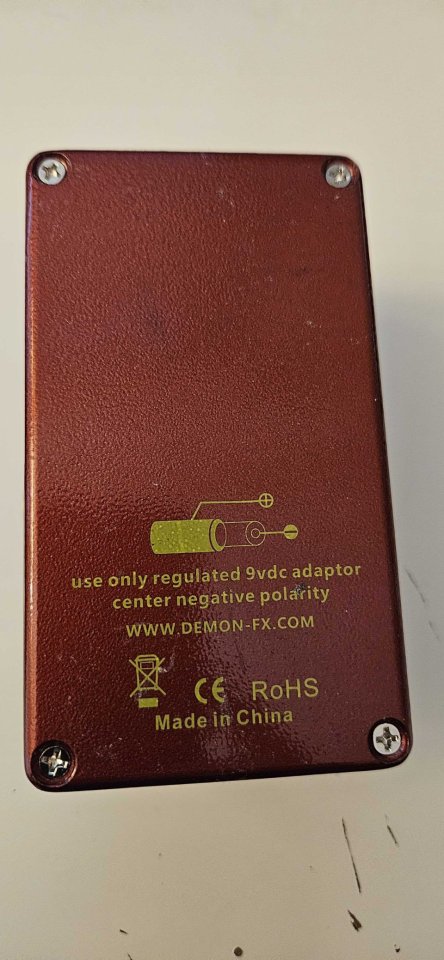 use only regulated 9vdc adaptor
center negative polarity
WWW.DEMON-FX.COM
CE RoHS
Made in China